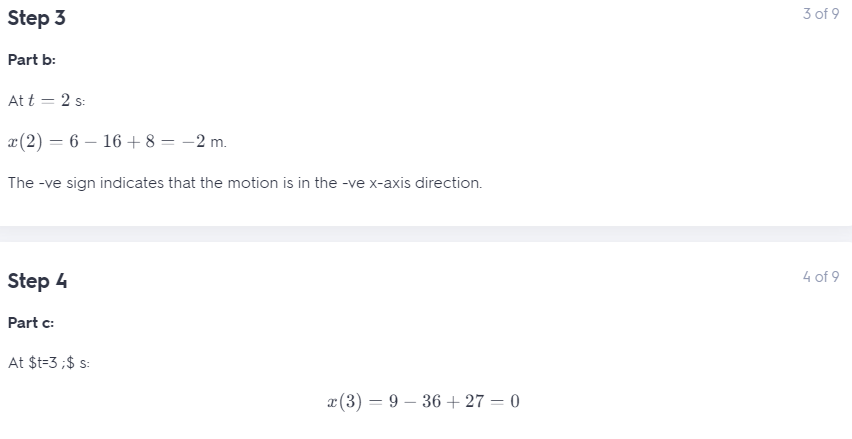 Step 3
3 of 9
Part b:
At t = 2 s:
x(2) = 6 − 16 + 8 = −2 m.
The -ve sign indicates that the motion is in the -ve x-axis direction.
Step 4
4 of 9
Part c:
At $t=3 ;$ s:
x(3) = 9 − 36 + 27 = 0